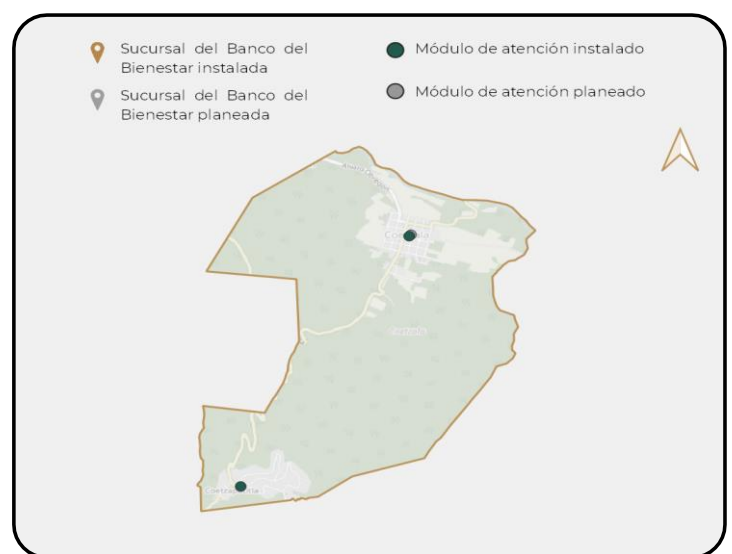 Sucursal del Banco del
Bienestar instalada
Sucursal del Banco del
Bienestar planeada
Módulo de atención instalado
Módulo de atención planeado